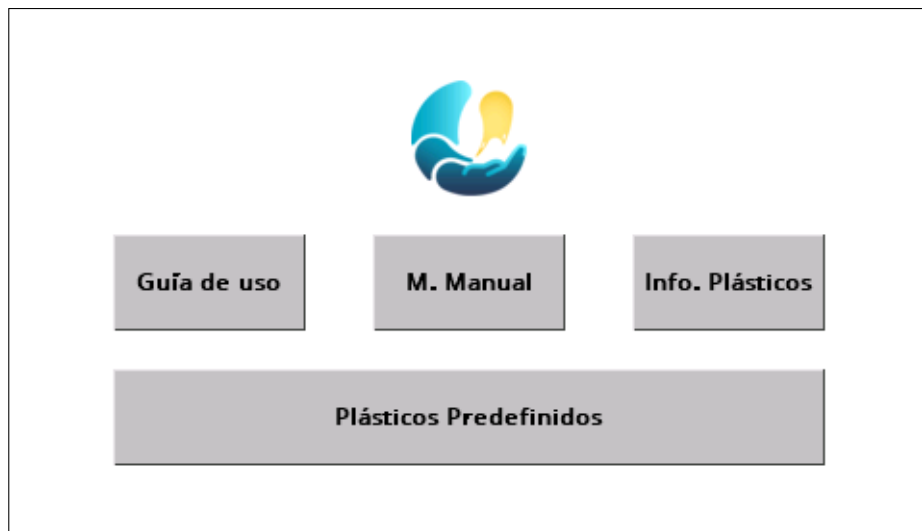 Guía de uso
M. Manual
Info. Plásticos
Plásticos Predefinidos